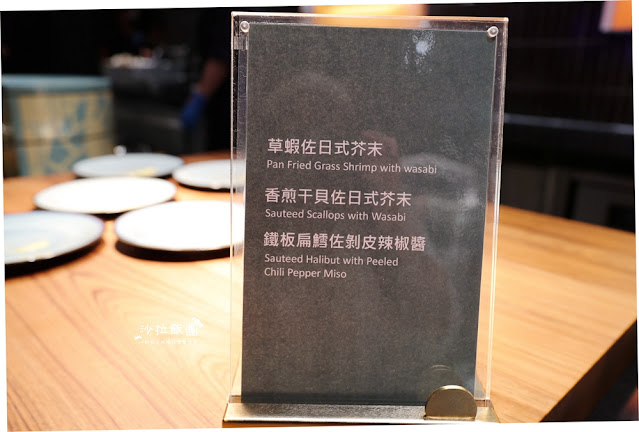 草蝦佐日式芥末
Pan Fried Grass Shrimp with wasabi
香煎干貝佐日式芥末
Sauteed Scallops with Wasabi
鐵板扁鱈佐剝皮辣椒醬
Sauteed Halibut with Peeled
Chili Pepper Miso